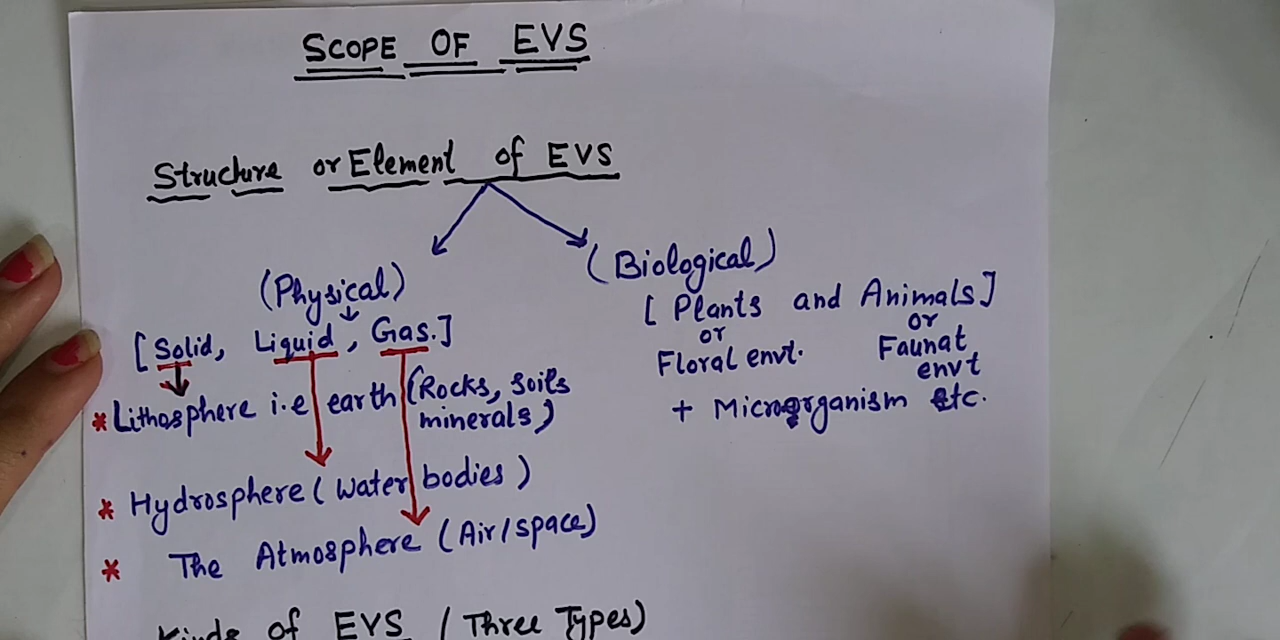 SCOPE OF EVS
Structure or Element of EVS
(Physical)
[Solid, Liquid, Gas.]
* Lithosphere i.e earth (Rocks, soils
minerals)
* Hydrosphere (water bodies)
* The Atmosphere (Air/space)
(Biological)
[Plants and Animals]
or or
Floral envt. Faunat
envt
+ Microorganism etc.
Kinds of EVS (Three Types)